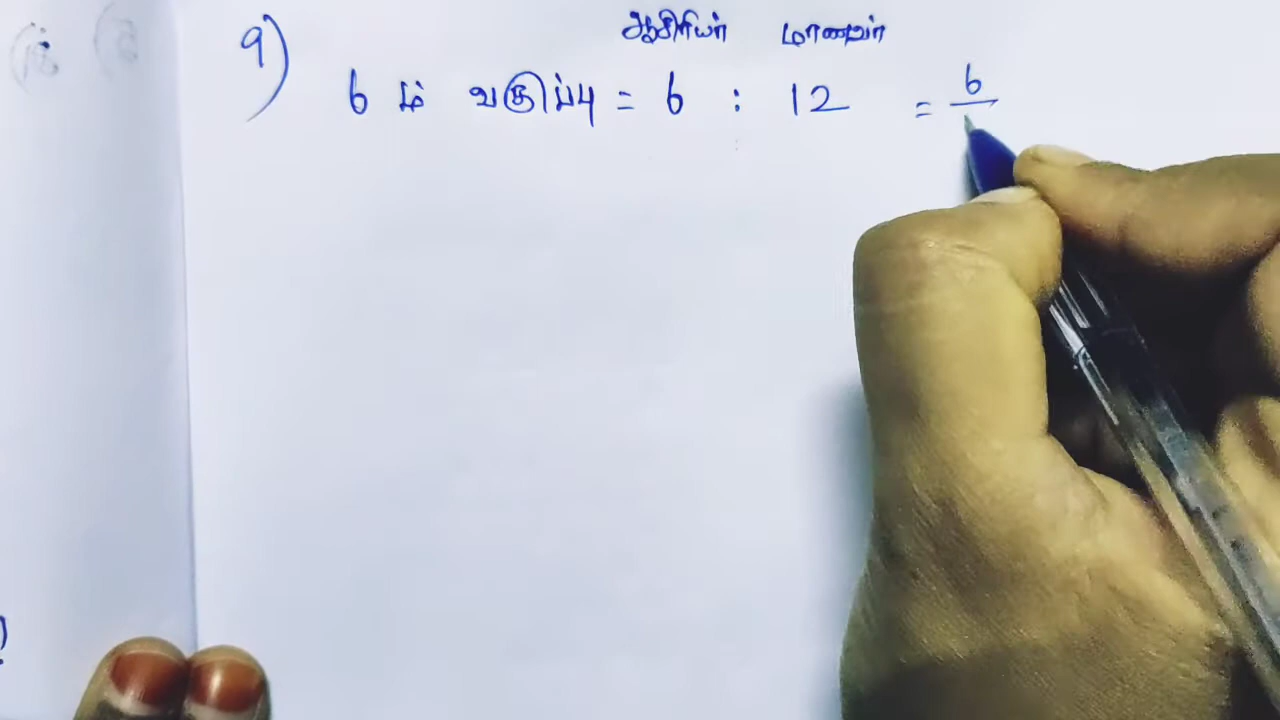 9)
ஆசிரியர் மாணவர்
6 ம் வகுப்பு = 6 : 12 = 6